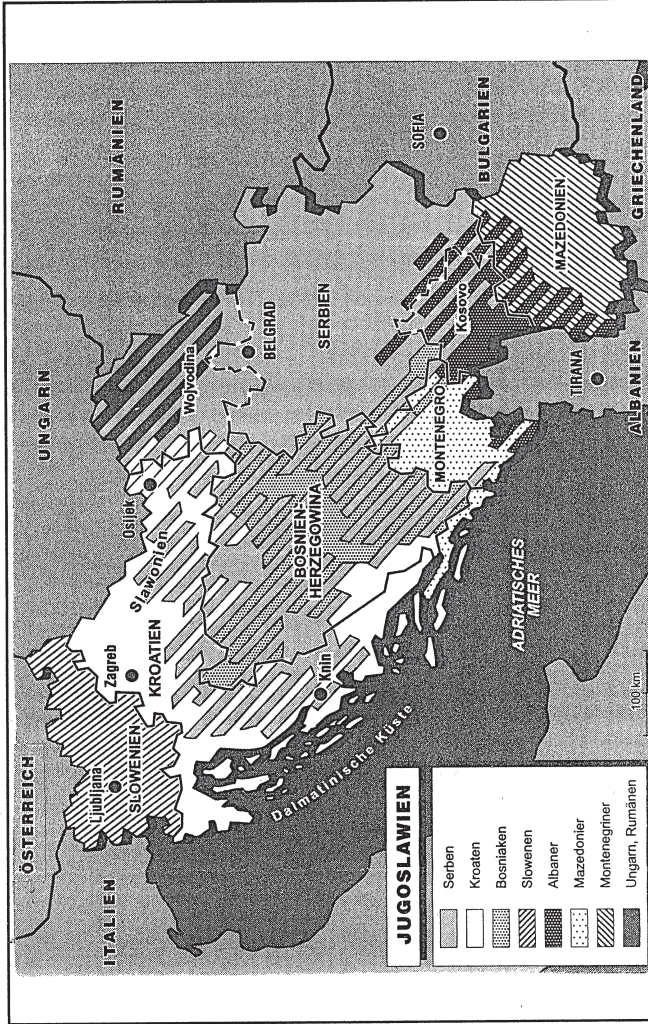 ÖSTERREICH
UNGARN
RUMÄNIEN
ITALIEN
Ljubljana
SLOWENIEN
Zagreb
KROATIEN
Slawonien
Osijek
Wojvodina
BELGRAD
SERBIEN
BOSNIEN-
HERZEGOWINA
Knin
Dalmatinische Küste
ADRIATISCHES
MEER
MONTENEGRO
Kosovo
SOFIA
BULGARIEN
MAZEDONIEN
TIRANA
ALBANIEN
GRIECHENLAND
100 km
JUGOSLAWIEN
Serben
Kroaten
Bosniaken
Slowenen
Albaner
Mazedonier
Montenegriner
Ungarn, Rumänen